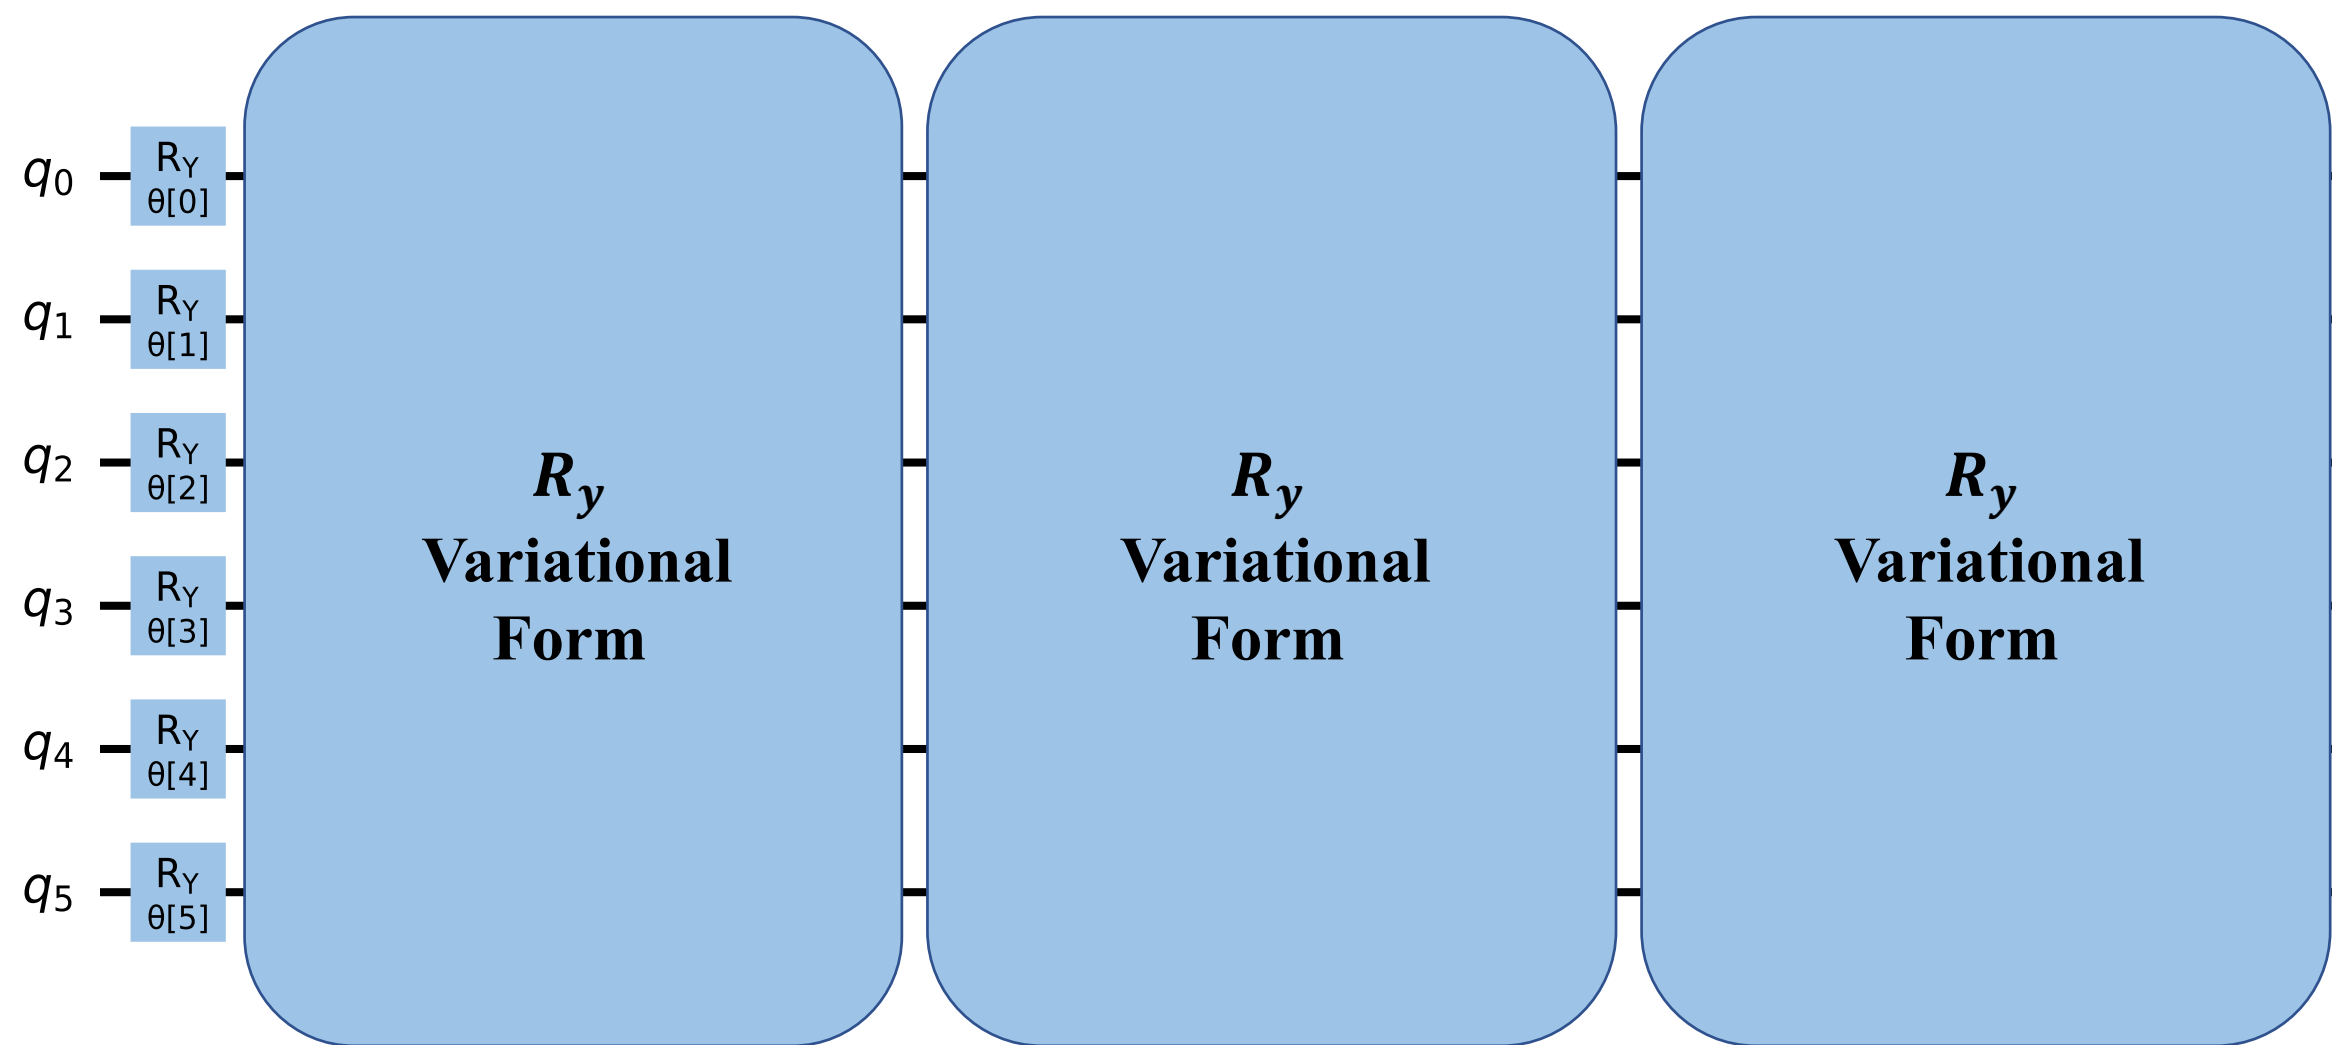 q0 RY θ[0]
q1 RY θ[1]
q2 RY θ[2]
q3 RY θ[3]
q4 RY θ[4]
q5 RY θ[5]
Ry
Variational
Form
Ry
Variational
Form
Ry
Variational
Form